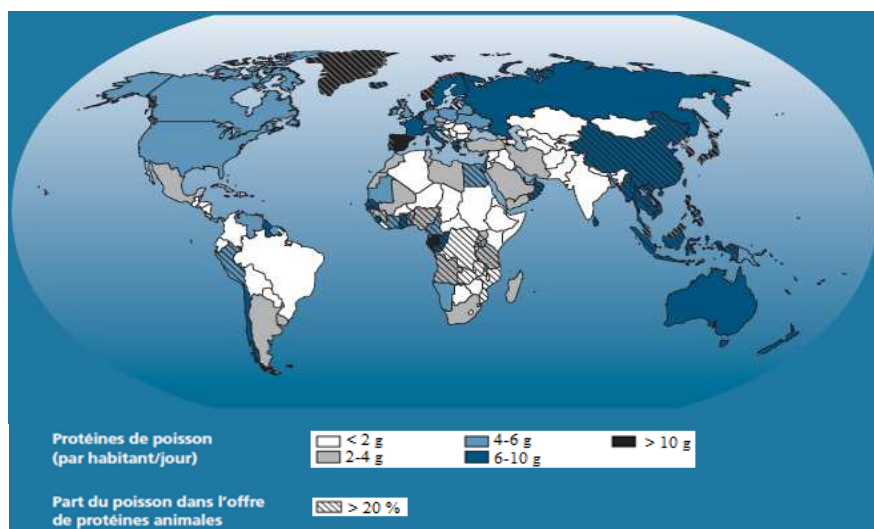 Protéines de poisson
(par habitant/jour)
< 2 g
4-6 g
> 10 g
2-4 g
6-10 g
Part du poisson dans l'offre
de protéines animales
> 20 %